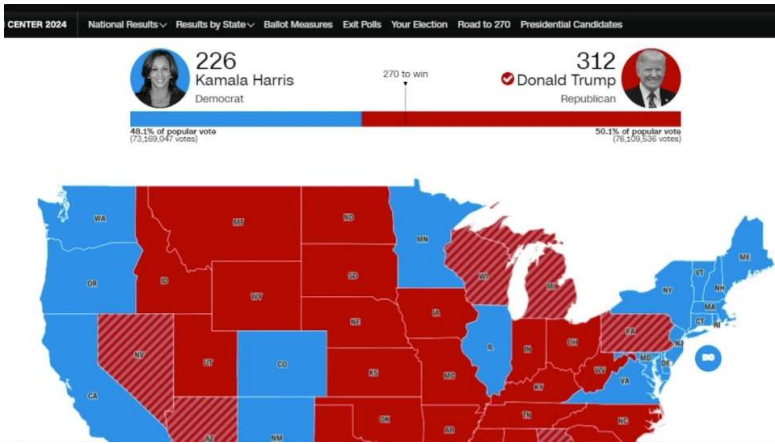 CENTER 2024 National Results Results by State Ballot Measures Exit Polls Your Election Road to 270 Presidential Candidates
226
Kamala Harris
Democrat
270 to win
312
Donald Trump
Republican
48.1% of popular vote
(73,169,047 votes)
50.1% of popular vote
(76,109,536 votes)
WA
MT
ND
MN
ME
OR
ID
SD
WI
MI
NY
VT
NH
MA
WY
IA
CT
RI
NE
PA
NJ
NV
UT
CO
IL
IN
OH
MD
DE
DC
CA
KS
MO
KY
WV
VA
AZ
NM
OK
AR
TN
NC